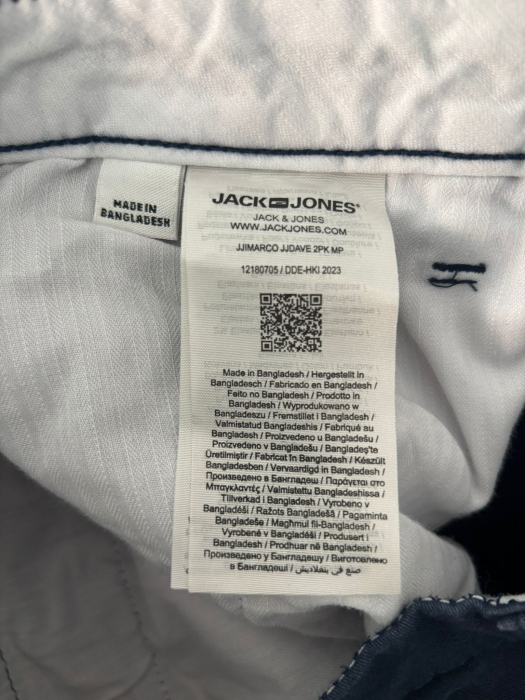 MADE IN
BANGLADESH
JACK JONES
JACK & JONES
WWW.JACKJONES.COM
JJIMARCO JJDAVE 2PK MP
12180705 / DDE-HKI 2023
Made in Bangladesh / Hergestellt in
Bangladesch / Fabricado en Bangladesh /
Feito no Bangladesh / Prodotto in
Bangladesh / Wyprodukowano w
Bangladeszu / Fremstillet i Bangladesh /
Valmistatud Bangladeshis / Fabriqué au
Bangladesh / Proizvedeno u Bangladešu /
Proizvedeno v Bangladešu / Bangladeş'te
Üretilmiştir / Fabricat în Bangladesh / Készült
Bangladesben / Vervaardigd in Bangladesh /
Произведено в Бангладеш / Παράγεται στο
Μπαγκλαντές / Valmistettu Bangladeshissa /
Tillverkad i Bangladesh / Vyrobeno v
Bangladéši / Ražots Bangladešā / Pagaminta
Bangladeše / Magħmul fil-Bangladesh /
Vyrobené v Bangladéši / Produsert i
Bangladesh / Prodhuar në Bangladesh /
Произведено у Бангладешу / Виготовлено
в Бангладеші / صنع في بنغلاديش